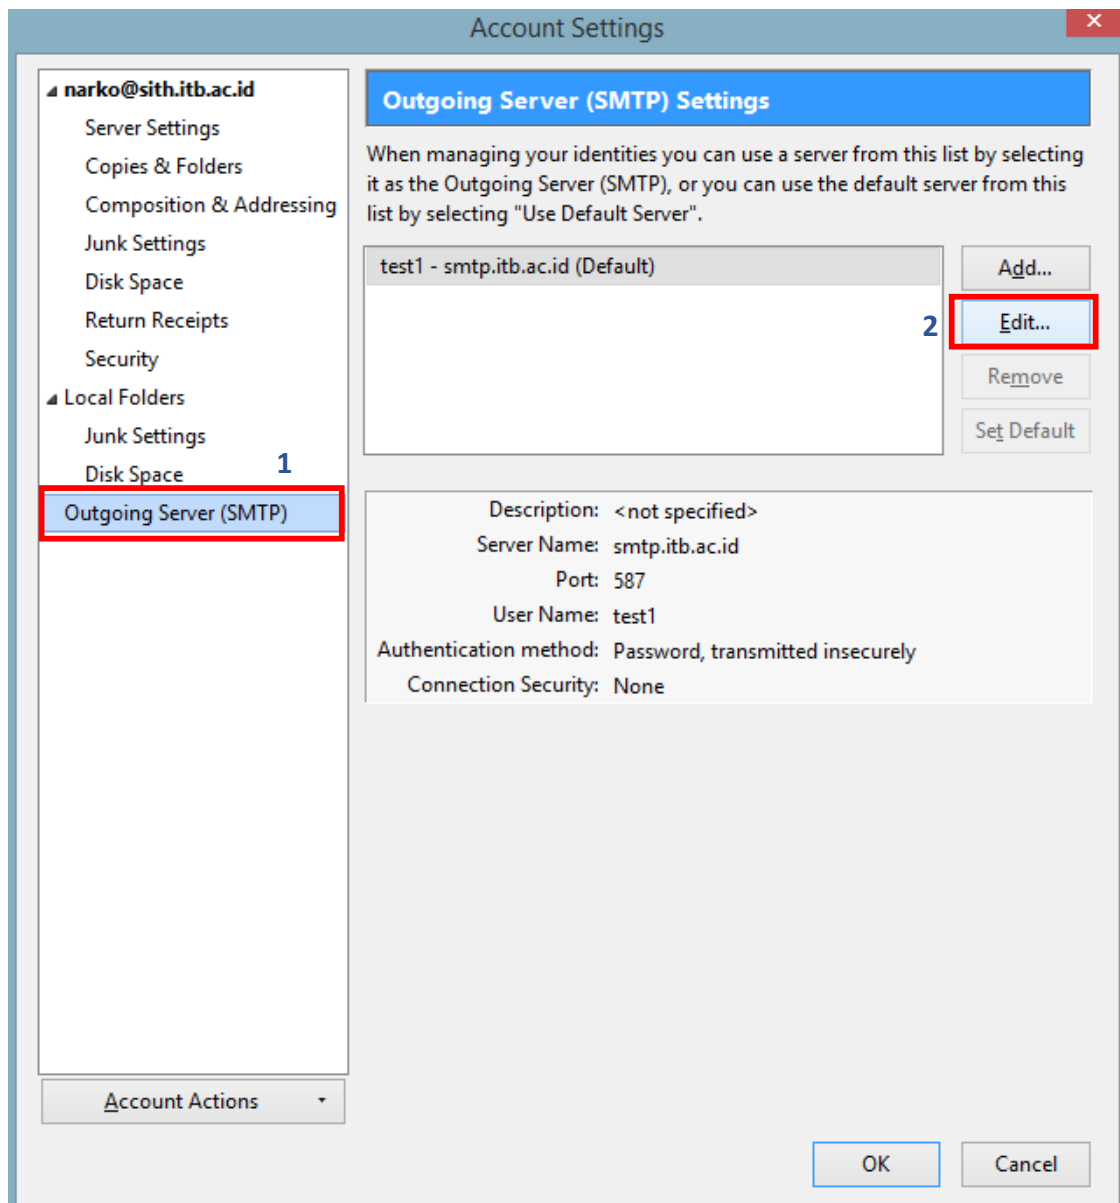 Account Settings
narko@sith.itb.ac.id
Server Settings
Copies & Folders
Composition & Addressing
Junk Settings
Disk Space
Return Receipts
Security
Local Folders
Junk Settings
Disk Space
1
Outgoing Server (SMTP)
Account Actions
Outgoing Server (SMTP) Settings
When managing your identities you can use a server from this list by selecting
it as the Outgoing Server (SMTP), or you can use the default server from this
list by selecting "Use Default Server".
test1 - smtp.itb.ac.id (Default)
Add...
2
Edit...
Remove
Set Default
Description: <not specified>
Server Name: smtp.itb.ac.id
Port: 587
User Name: test1
Authentication method: Password, transmitted insecurely
Connection Security: None
OK
Cancel